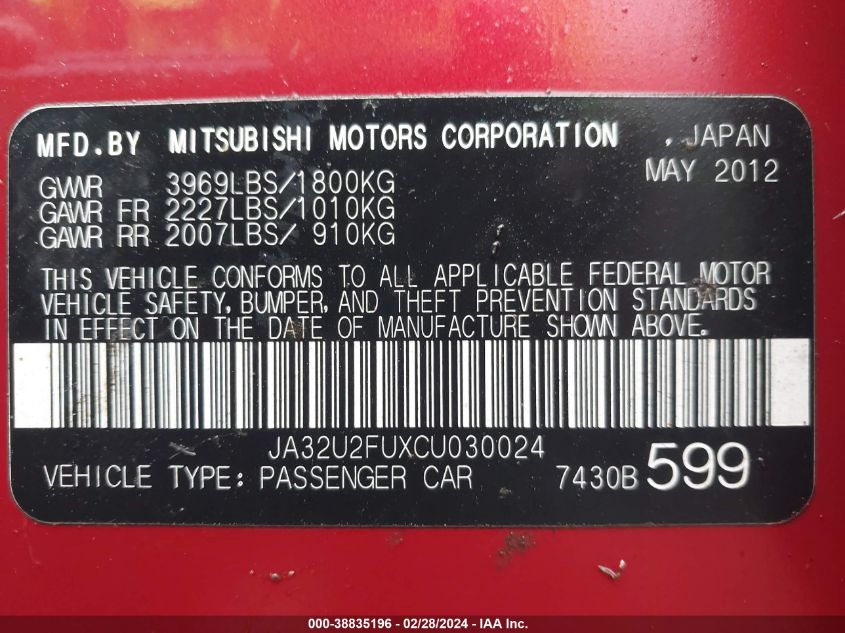 MFD.BY MITSUBISHI MOTORS CORPORATION , JAPAN
MAY 2012
GVWR 3969LBS/1800KG
GAWR FR 2227LBS/1010KG
GAWR RR 2007LBS/ 910KG
THIS VEHICLE CONFORMS TO ALL APPLICABLE FEDERAL MOTOR
VEHICLE SAFETY, BUMPER, AND THEFT PREVENTION STANDARDS
IN EFFECT ON THE DATE OF MANUFACTURE SHOWN ABOVE.
JA32U2FUXCU030024
VEHICLE TYPE: PASSENGER CAR 7430B 599
000-38835196 - 02/28/2024 - IAA Inc.